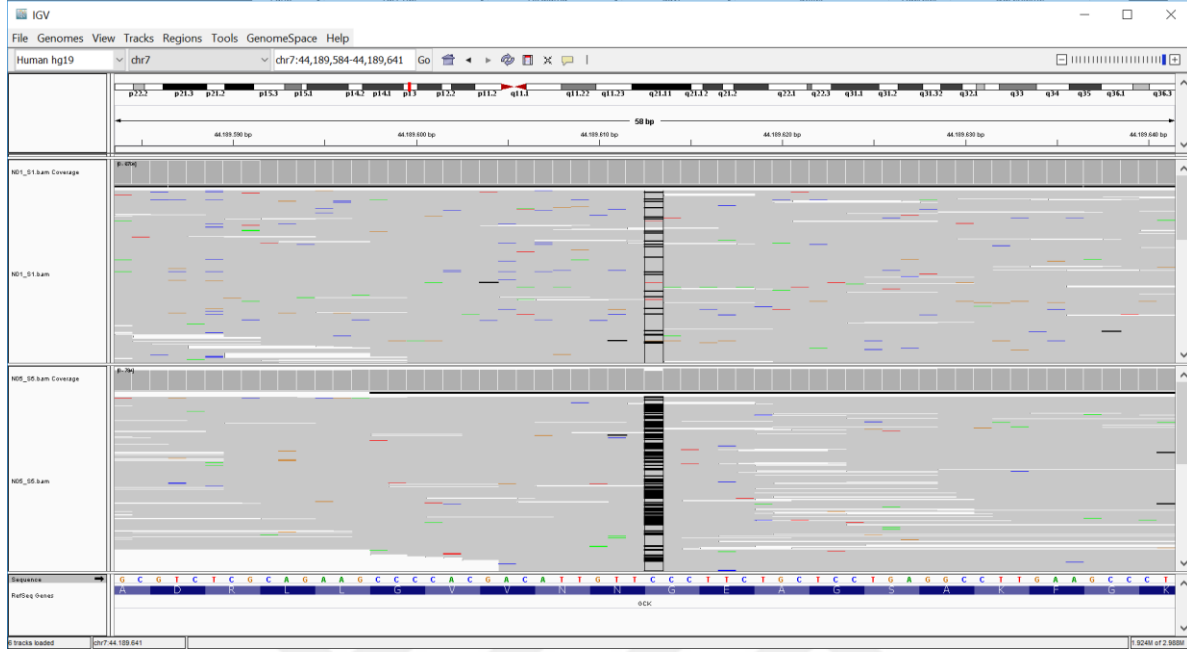 IGV
File Genomes View Tracks Regions Tools GenomeSpace Help
Human hg19 chr7 chr7:44,189,584-44,189,641 Go
p22.2 p21.3 p21.2 p15.3 p15.1 p14.2 p14.1 p13 p12.2 p11.2 q11.1 q11.22 q11.23 q21.11 q21.12 q21.2 q22.1 q22.3 q31.1 q31.2 q31.32 q32.1 q33 q34 q35 q36.1 q36.3
58 bp
44.189.590 bp 44.189.600 bp 44.189.610 bp 44.189.620 bp 44.189.630 bp 44.189.640 bp
ND1_S1.bam Coverage
ND1_S1.bam
ND5_S5.bam Coverage
ND5_S5.bam
Sequence G C G T C T C G C A G A A G C C C C A C G A C A T T G T T C C C T T C T G C T C C T G A G G C C T T G A A G C C C T
RefSeq Genes A D R L L G V V N N G E A G S A K F G K
GCK
6 tracks loaded chr7:44.189.641 1.924M of 2.988M